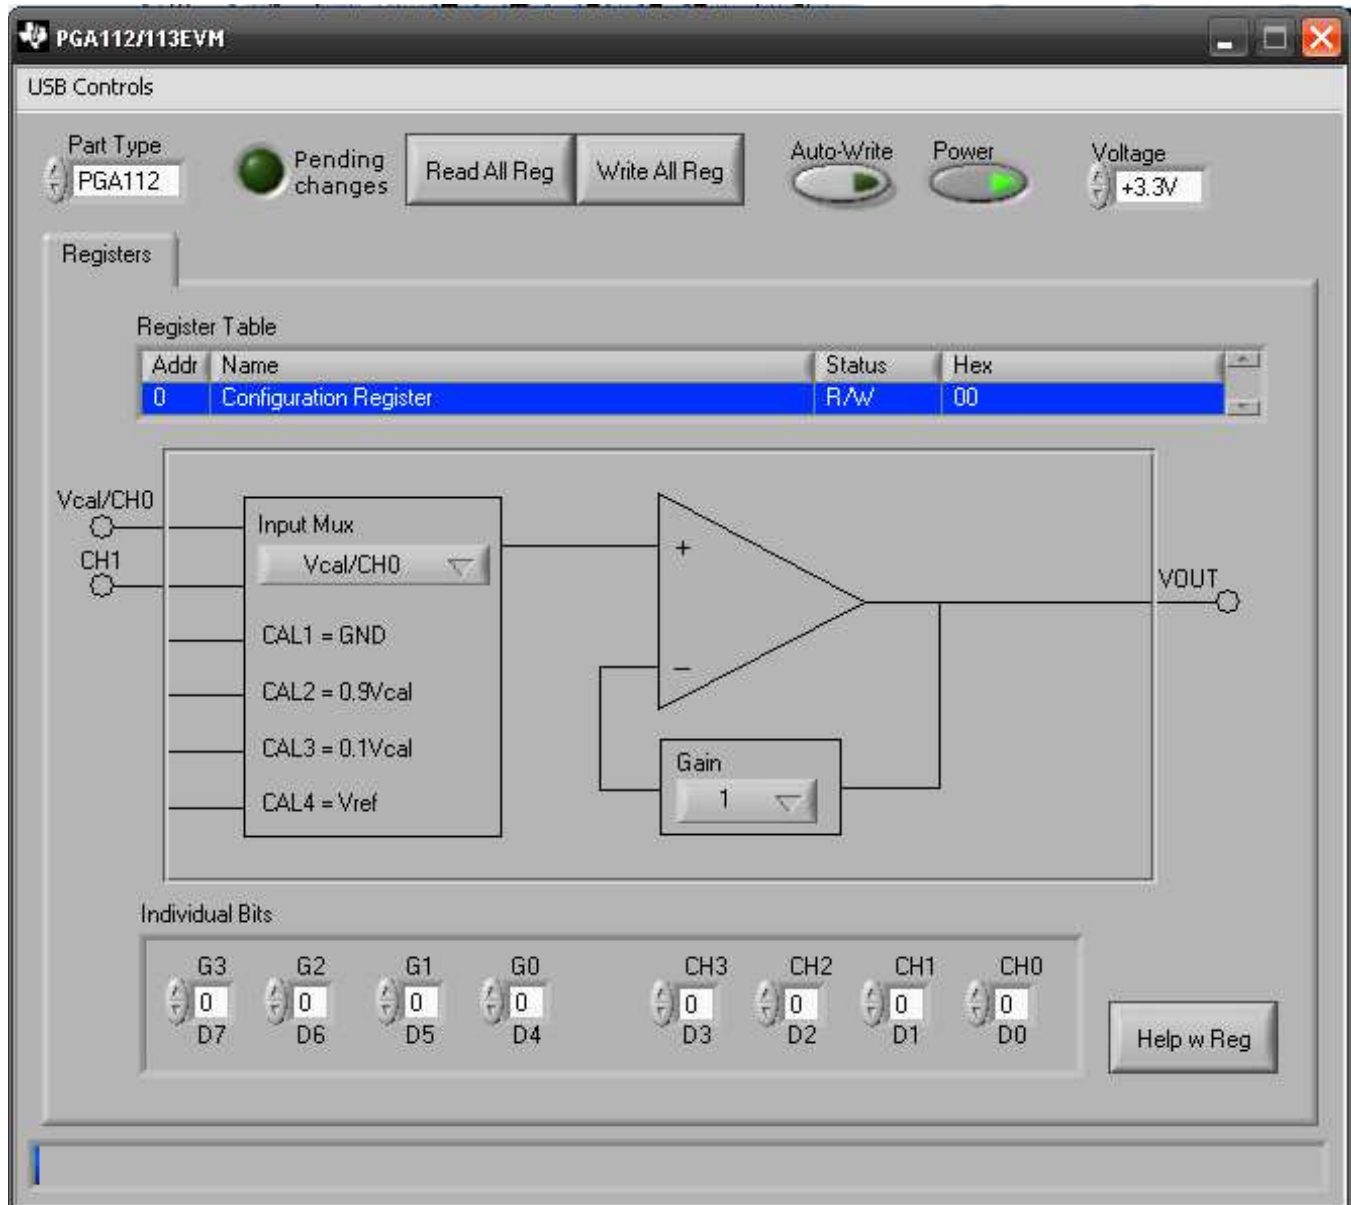 PGA112/113EVM
USB Controls
Part Type
PGA112
Pending
changes
Read All Reg
Write All Reg
Auto-Write
Power
Voltage
+3.3V
Registers
Register Table
Addr Name Status Hex
0 Configuration Register R/W 00
Vcal/CH0
CH1
Input Mux
Vcal/CH0
CAL1 = GND
CAL2 = 0.9Vcal
CAL3 = 0.1Vcal
CAL4 = Vref
+
−
Gain
1
VOUT
Individual Bits
G3 G2 G1 G0 CH3 CH2 CH1 CH0
0 0 0 0 0 0 0 0
D7 D6 D5 D4 D3 D2 D1 D0
Help w Reg